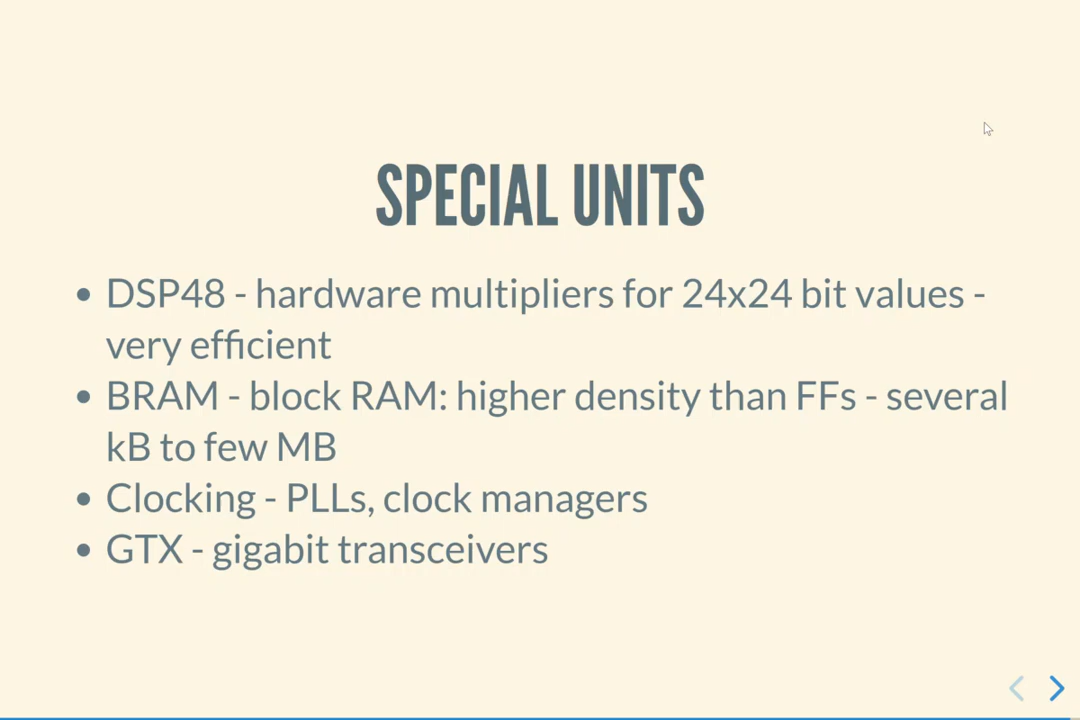 SPECIAL UNITS
• DSP48 - hardware multipliers for 24x24 bit values -
very efficient
• BRAM - block RAM: higher density than FFs - several
kB to few MB
• Clocking - PLLs, clock managers
• GTX - gigabit transceivers